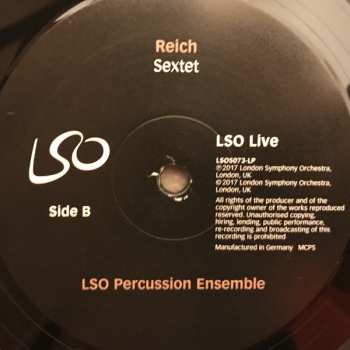 Reich
Sextet
LSO
Side B
LSO Live
LSO5073-LP
℗2017 London Symphony Orchestra,
London, UK
©2017 London Symphony Orchestra,
London, UK
All rights of the producer and of the
copyright owner of the works reproduced
reserved. Unauthorised copying,
hiring, lending, public performance,
re-recording and broadcasting of this
recording is prohibited
Manufactured in Germany MCPS
LSO Percussion Ensemble